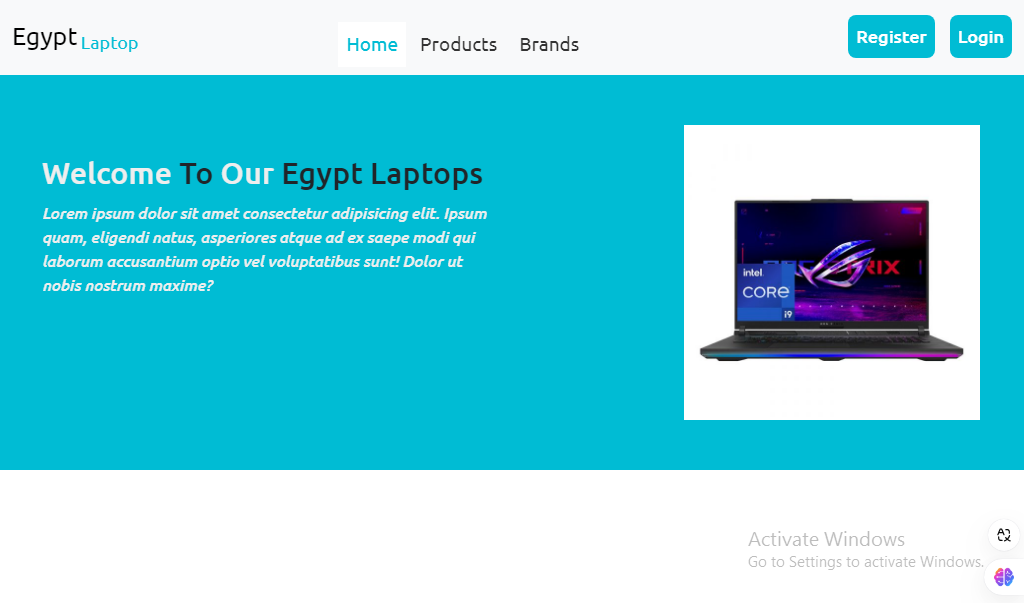 Egypt Laptop
Home Products Brands
Register Login
Welcome To Our Egypt Laptops
Lorem ipsum dolor sit amet consectetur adipisicing elit. Ipsum
quam, eligendi natus, asperiores atque ad ex saepe modi qui
laborum accusantium optio vel voluptatibus sunt! Dolor ut
nobis nostrum maxime?
intel
CORE
i9
Activate Windows
Go to Settings to activate Windows.